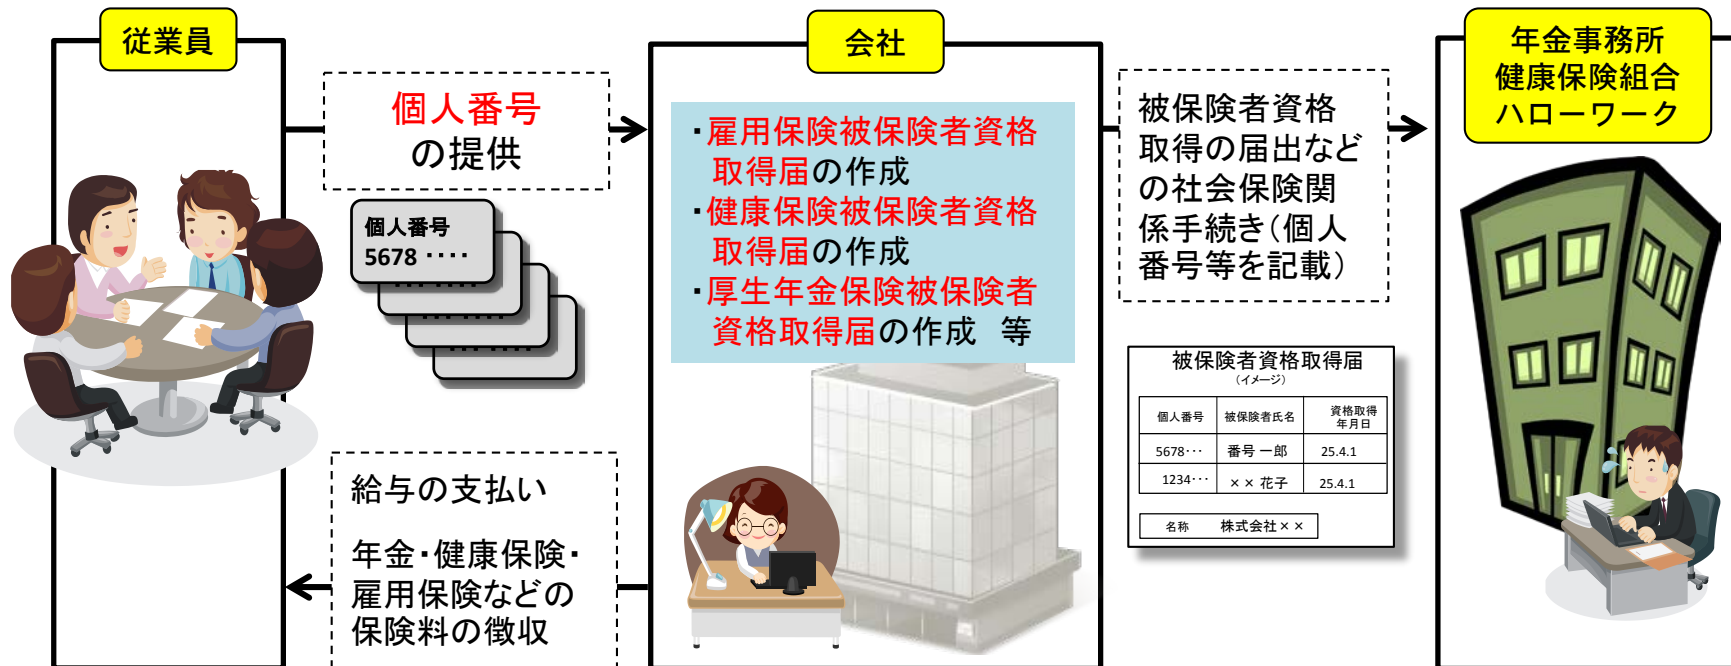 従業員
個人番号
の提供
個人番号
5678 ････
給与の支払い
年金・健康保険・
雇用保険などの
保険料の徴収
会社
・雇用保険被保険者資格
取得届の作成
・健康保険被保険者資格
取得届の作成
・厚生年金保険被保険者
資格取得届の作成　等
被保険者資格
取得の届出など
の社会保険関
係手続き（個人
番号等を記載）
被保険者資格取得届
（イメージ）
個人番号 被保険者氏名 資格取得
年月日
5678･･･ 番号 一郎 25.4.1
1234･･･ ×× 花子 25.4.1
名称 株式会社××
年金事務所
健康保険組合
ハローワーク